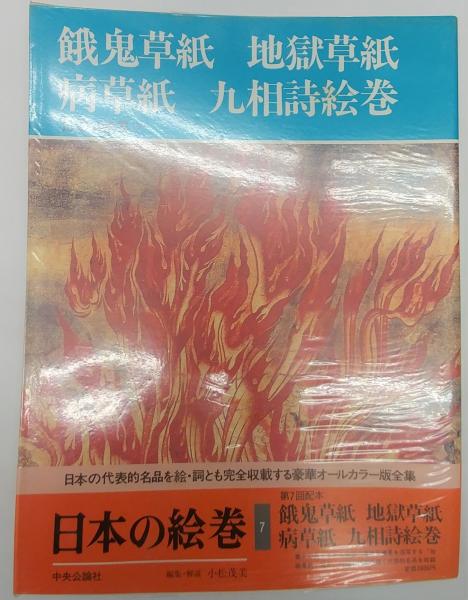 餓鬼草紙 地獄草紙
病草紙 九相詩絵巻
日本の代表的名品を絵・詞とも完全収載する豪華オールカラー版全集
日本の絵巻
7
第7回配本
餓鬼草紙 地獄草紙
病草紙 九相詩絵巻
中央公論社
編集・解説 小松茂美